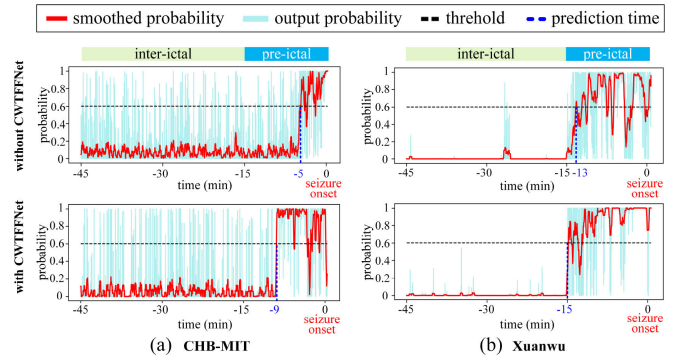 smoothed probability output probability threshold prediction time
inter-ictal pre-ictal inter-ictal pre-ictal
without CWTFFNet
probability
1
0.8
0.6
0.4
0.2
0
-45 -30 -15 -5 0
time (min) seizure onset
probability
1
0.8
0.6
0.4
0.2
0
-45 -30 -15 -13 0
time (min) seizure onset
with CWTFFNet
probability
1
0.8
0.6
0.4
0.2
0
-45 -30 -15 -9 0
time (min) seizure onset
probability
1
0.8
0.6
0.4
0.2
0
-45 -30 -15 0
time (min) seizure onset
(a) CHB-MIT (b) Xuanwu